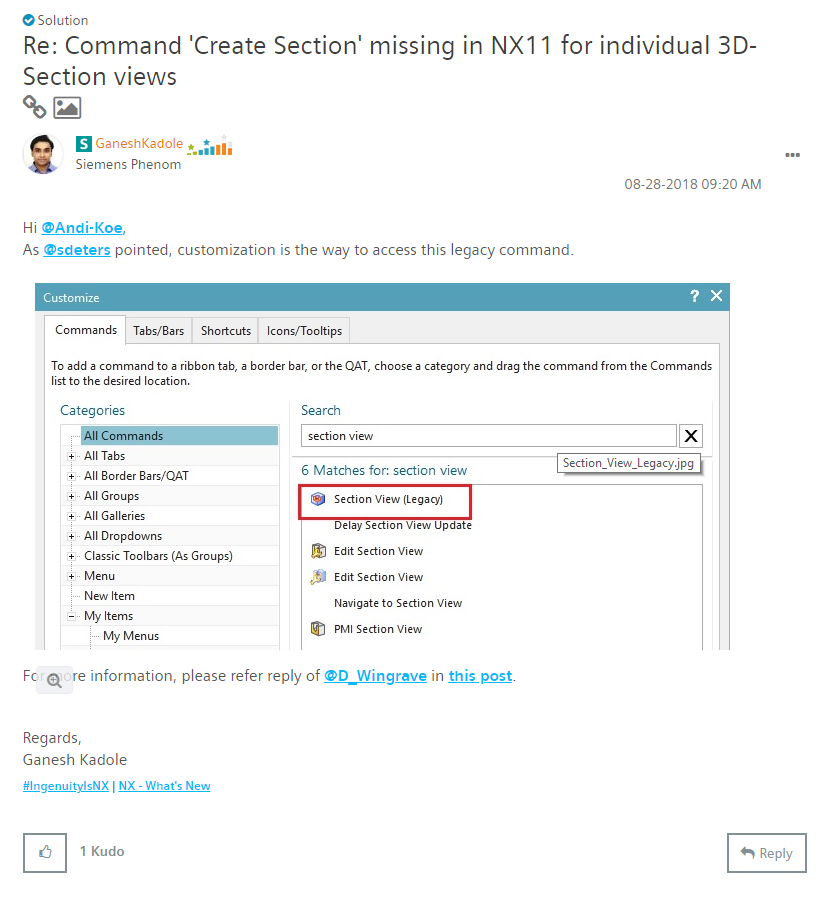 Solution
Re: Command 'Create Section' missing in NX11 for individual 3D-
Section views
S GaneshKadole
Siemens Phenom
08-28-2018 09:20 AM
Hi @Andi-Koe,
As @sdeters pointed, customization is the way to access this legacy command.
Customize
Commands Tabs/Bars Shortcuts Icons/Tooltips
To add a command to a ribbon tab, a border bar, or the QAT, choose a category and drag the command from the Commands
list to the desired location.
Categories
All Commands
All Tabs
All Border Bars/QAT
All Groups
All Galleries
All Dropdowns
Classic Toolbars (As Groups)
Menu
New Item
My Items
My Menus
Search
section view
6 Matches for: section view
Section_View_Legacy.jpg
Section View (Legacy)
Delay Section View Update
Edit Section View
Edit Section View
Navigate to Section View
PMI Section View
For more information, please refer reply of @D_Wingrave in this post.
Regards,
Ganesh Kadole
#IngenuityIsNX | NX - What's New
1 Kudo
Reply